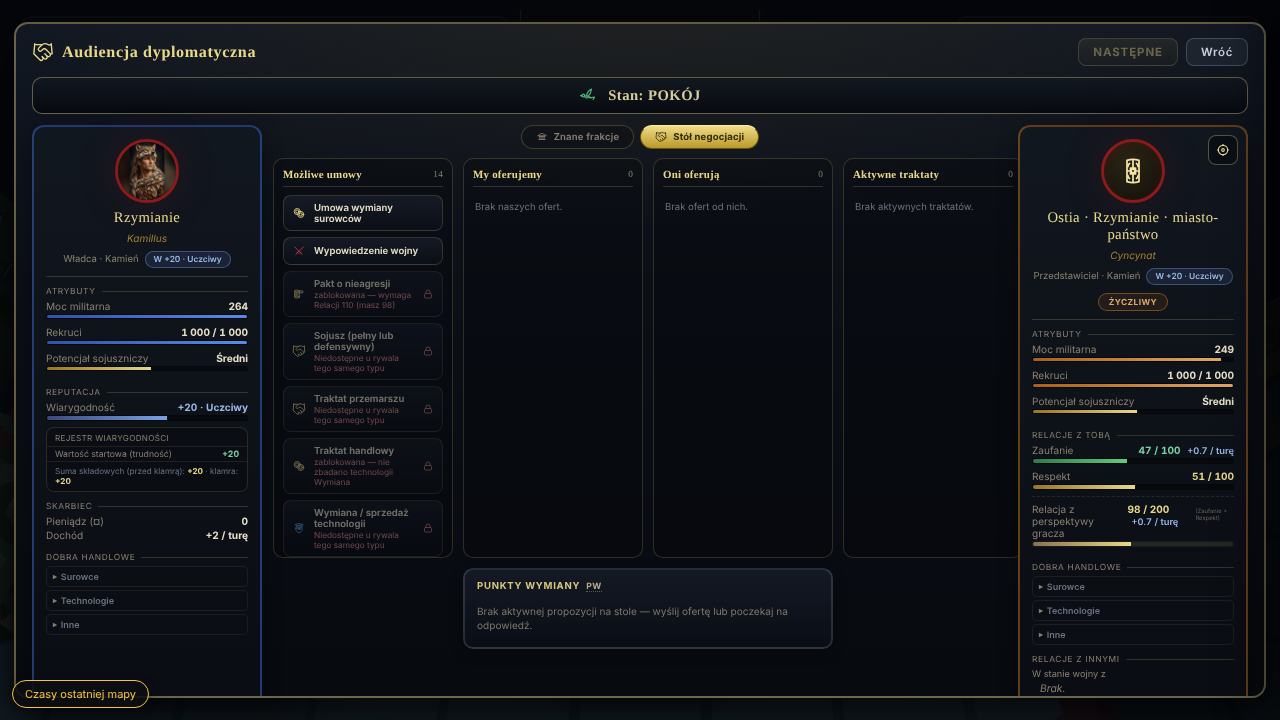 Audiencja dyplomatyczna
NASTĘPNE
Wróć
Stan: POKÓJ
Rzymianie
Kamillus
Władca · Kamień
W +20 · Uczciwy
ATRYBUTY
Moc militarna 264
Rekruci 1 000 / 1 000
Potencjał sojuszniczy Średni
REPUTACJA
Wiarygodność +20 · Uczciwy
REJESTR WIARYGODNOŚCI
Wartość startowa (trudność) +20
Suma składowych (przed klamrą): +20 · klamra:
+20
SKARBIEC
Pieniądz (¤) 0
Dochód +2 / turę
DOBRA HANDLOWE
▸ Surowce
▸ Technologie
▸ Inne
Znane frakcje
Stół negocjacji
Możliwe umowy 14
Umowa wymiany
surowców
Wypowiedzenie wojny
Pakt o nieagresji
zablokowana — wymaga
Relacji 110 (masz 98)
Sojusz (pełny lub
defensywny)
Niedostępne u rywala
tego samego typu
Traktat przemarszu
Niedostępne u rywala
tego samego typu
Traktat handlowy
zablokowana — nie
zbadano technologii
Wymiana
Wymiana / sprzedaż
technologii
Niedostępne u rywala
tego samego typu
My oferujemy 0
Brak naszych ofert.
Oni oferują 0
Brak ofert od nich.
Aktywne traktaty 0
Brak aktywnych traktatów.
PUNKTY WYMIANY PW
Brak aktywnej propozycji na stole — wyślij ofertę lub poczekaj na
odpowiedź.
Ostia · Rzymianie · miasto-
państwo
Cyncynat
Przedstawiciel · Kamień
W +20 · Uczciwy
ŻYCZLIWY
ATRYBUTY
Moc militarna 249
Rekruci 1 000 / 1 000
Potencjał sojuszniczy Średni
RELACJE Z TOBĄ
Zaufanie 47 / 100 +0.7 / turę
Respekt 51 / 100
Relacja z
perspektywy
gracza
98 / 200
+0.7 / turę
(Zaufanie +
Respekt)
DOBRA HANDLOWE
▸ Surowce
▸ Technologie
▸ Inne
RELACJE Z INNYMI
W stanie wojny z
Brak.
Czasy ostatniej mapy